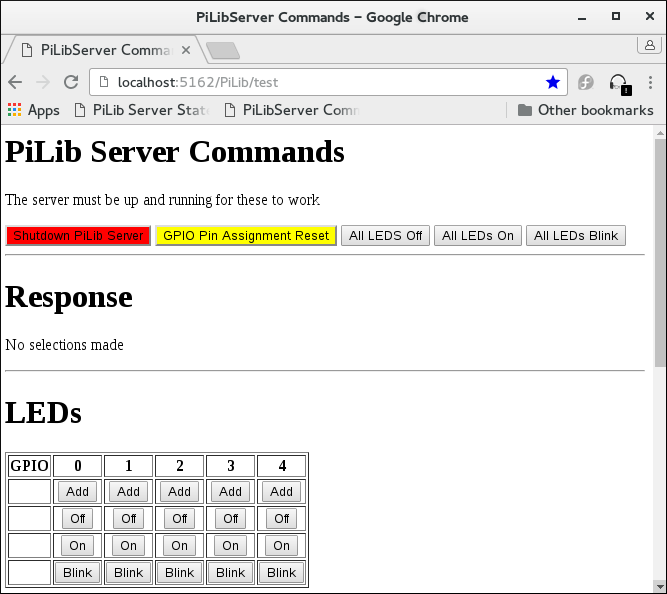 PiLibServer Commands - Google Chrome
PiLibServer Comma
localhost:5162/PiLib/test
Apps PiLib Server State PiLibServer Comm Other bookmarks
PiLib Server Commands
The server must be up and running for these to work
Shutdown PiLib Server GPIO Pin Assignment Reset All LEDS Off All LEDs On All LEDs Blink
Response
No selections made
LEDs
GPIO 0 1 2 3 4
Add Add Add Add Add
Off Off Off Off Off
On On On On On
Blink Blink Blink Blink Blink